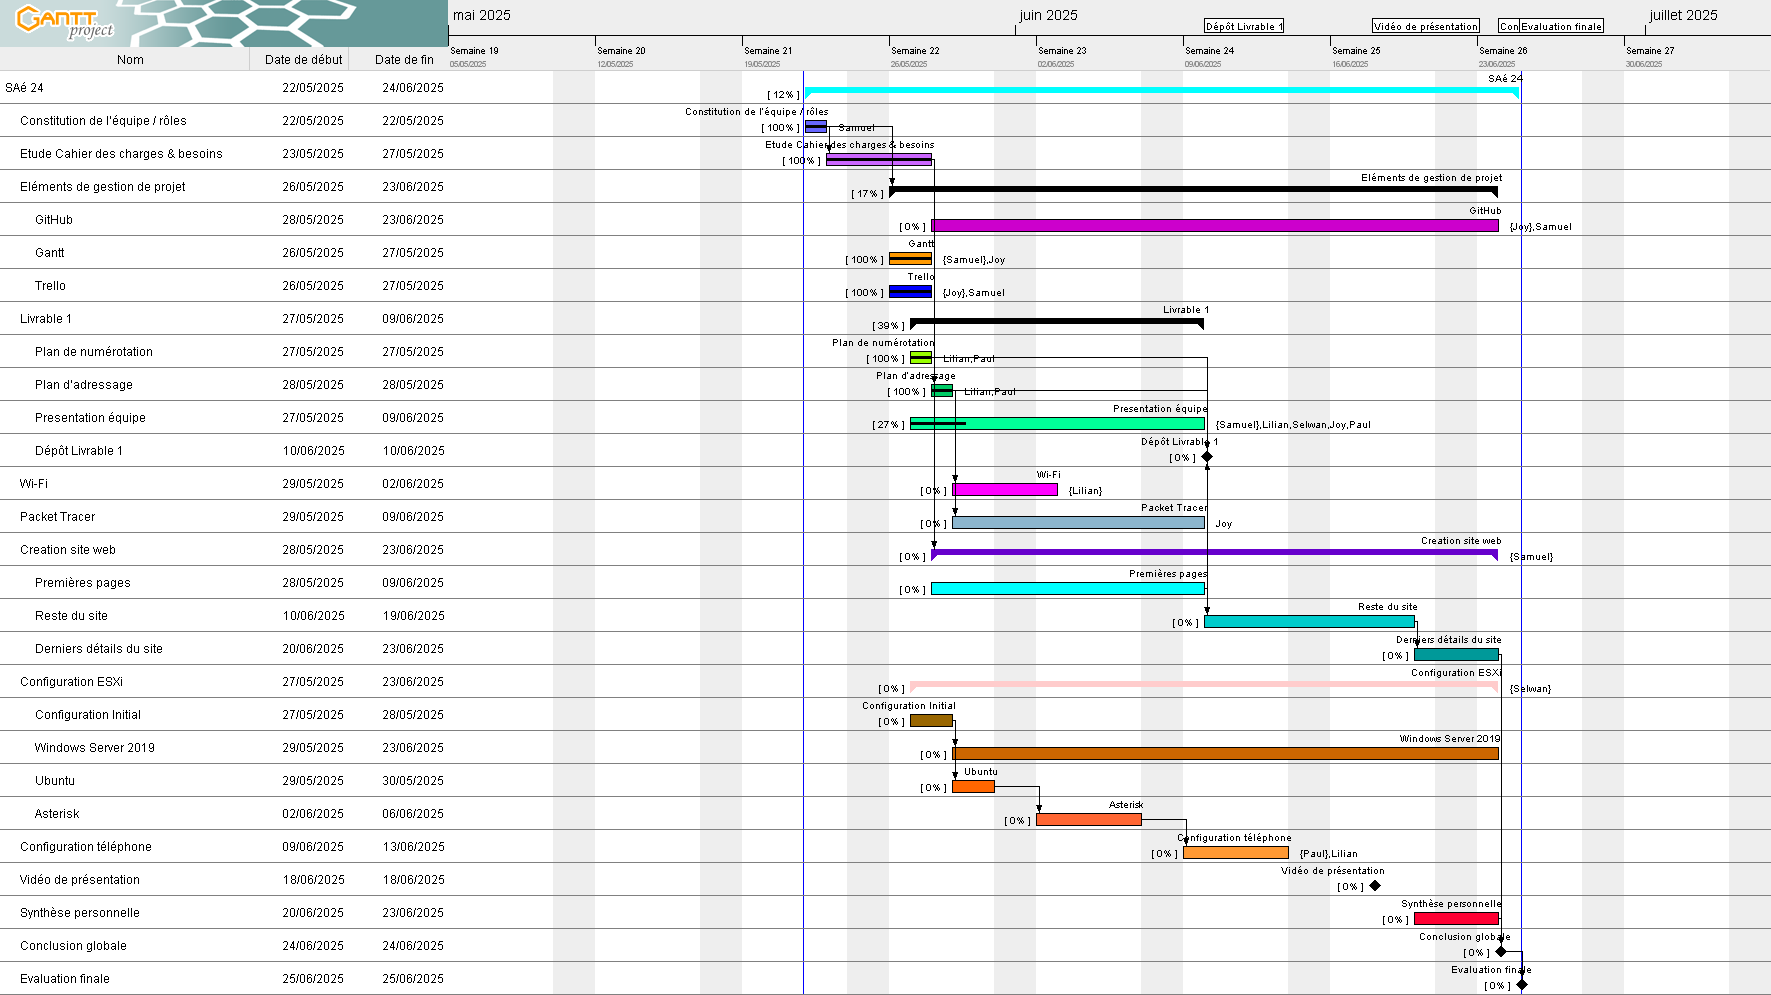 GANTT
project
mai 2025
juin 2025
juillet 2025
Dépôt Livrable 1
Vidéo de présentation
Con
Evaluation finale
Nom
Date de début
Date de fin
Semaine 19
Semaine 20
Semaine 21
Semaine 22
Semaine 23
Semaine 24
Semaine 25
Semaine 26
Semaine 27
05/05/2025
12/05/2025
19/05/2025
26/05/2025
02/06/2025
09/06/2025
16/06/2025
23/06/2025
30/06/2025
SAé 24 22/05/2025 24/06/2025
SAé 24
[ 12% ]
Constitution de l'équipe / rôles 22/05/2025 22/05/2025
Constitution de l'équipe / rôles
[ 100% ] Samuel
Etude Cahier des charges & besoins 23/05/2025 27/05/2025
Etude Cahier des charges & besoins
[ 100% ]
Eléments de gestion de projet 26/05/2025 23/06/2025
Eléments de gestion de projet
[ 17% ]
GitHub 28/05/2025 23/06/2025
GitHub
[ 0% ] {Joy},Samuel
Gantt 26/05/2025 27/05/2025
Gantt
[ 100% ] {Samuel},Joy
Trello 26/05/2025 27/05/2025
Trello
[ 100% ] {Joy},Samuel
Livrable 1 27/05/2025 09/06/2025
Livrable 1
[ 39% ]
Plan de numérotation 27/05/2025 27/05/2025
Plan de numérotation
[ 100% ] Lilian,Paul
Plan d'adressage 28/05/2025 28/05/2025
Plan d'adressage
[ 100% ] Lilian,Paul
Presentation équipe 27/05/2025 09/06/2025
Presentation équipe
[ 27% ] {Samuel},Lilian,Selwan,Joy,Paul
Dépôt Livrable 1 10/06/2025 10/06/2025
Dépôt Livrable 1
[ 0% ]
Wi-Fi 29/05/2025 02/06/2025
Wi-Fi
[ 0% ] {Lilian}
Packet Tracer 29/05/2025 09/06/2025
Packet Tracer
[ 0% ] Joy
Creation site web 28/05/2025 23/06/2025
Creation site web
[ 0% ] {Samuel}
Premières pages 28/05/2025 09/06/2025
Premières pages
[ 0% ]
Reste du site 10/06/2025 19/06/2025
Reste du site
[ 0% ]
Derniers détails du site 20/06/2025 23/06/2025
Derniers détails du site
[ 0% ]
Configuration ESXi 27/05/2025 23/06/2025
Configuration ESXi
[ 0% ] {Selwan}
Configuration Initial 27/05/2025 28/05/2025
Configuration Initial
[ 0% ]
Windows Server 2019 29/05/2025 23/06/2025
Windows Server 2019
[ 0% ]
Ubuntu 29/05/2025 30/05/2025
Ubuntu
[ 0% ]
Asterisk 02/06/2025 06/06/2025
Asterisk
[ 0% ]
Configuration téléphone 09/06/2025 13/06/2025
Configuration téléphone
[ 0% ] {Paul},Lilian
Vidéo de présentation 18/06/2025 18/06/2025
Vidéo de présentation
[ 0% ]
Synthèse personnelle 20/06/2025 23/06/2025
Synthèse personnelle
[ 0% ]
Conclusion globale 24/06/2025 24/06/2025
Conclusion globale
[ 0% ]
Evaluation finale 25/06/2025 25/06/2025
Evaluation finale
[ 0% ]